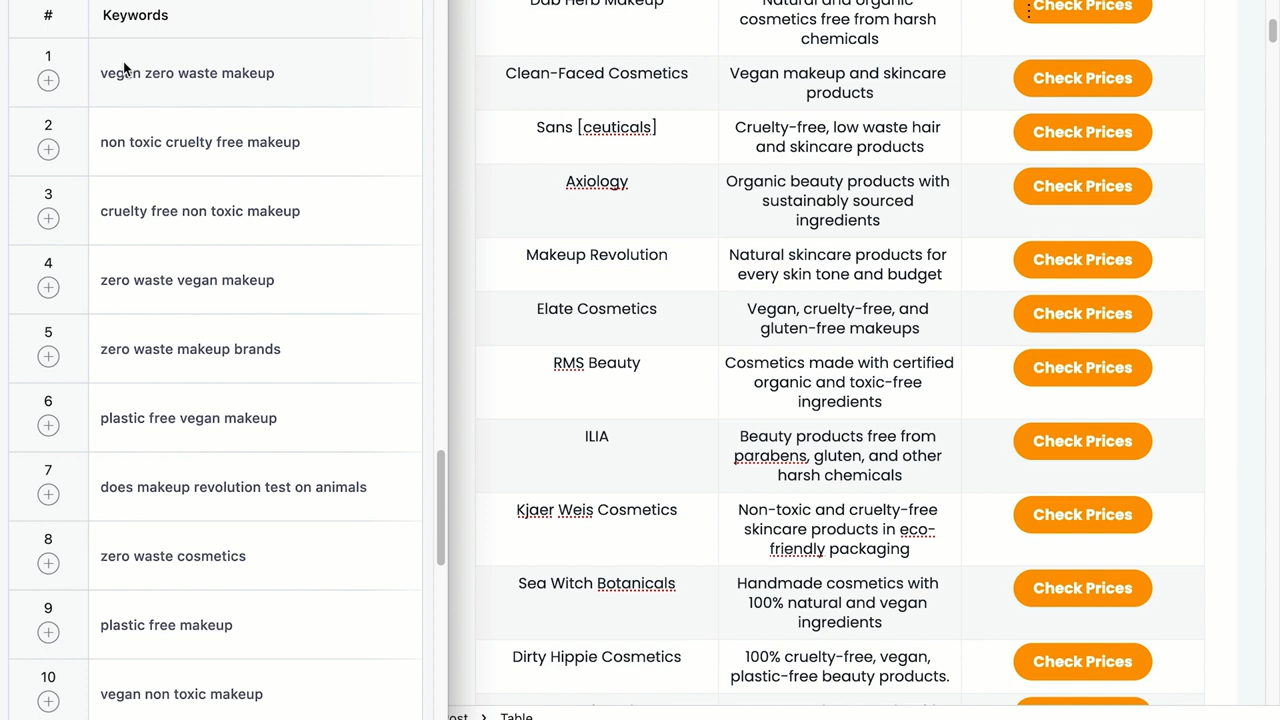 # Keywords
1
vegan zero waste makeup
2
non toxic cruelty free makeup
3
cruelty free non toxic makeup
4
zero waste vegan makeup
5
zero waste makeup brands
6
plastic free vegan makeup
7
does makeup revolution test on animals
8
zero waste cosmetics
9
plastic free makeup
10
vegan non toxic makeup
Dab Herb Makeup
Natural and organic
cosmetics free from harsh
chemicals
Check Prices
Clean-Faced Cosmetics
Vegan makeup and skincare
products
Check Prices
Sans [ceuticals]
Cruelty-free, low waste hair
and skincare products
Check Prices
Axiology
Organic beauty products with
sustainably sourced
ingredients
Check Prices
Makeup Revolution
Natural skincare products for
every skin tone and budget
Check Prices
Elate Cosmetics
Vegan, cruelty-free, and
gluten-free makeups
Check Prices
RMS Beauty
Cosmetics made with certified
organic and toxic-free
ingredients
Check Prices
ILIA
Beauty products free from
parabens, gluten, and other
harsh chemicals
Check Prices
Kjaer Weis Cosmetics
Non-toxic and cruelty-free
skincare products in eco-
friendly packaging
Check Prices
Sea Witch Botanicals
Handmade cosmetics with
100% natural and vegan
ingredients
Check Prices
Dirty Hippie Cosmetics
100% cruelty-free, vegan,
plastic-free beauty products.
Check Prices
ost > Table